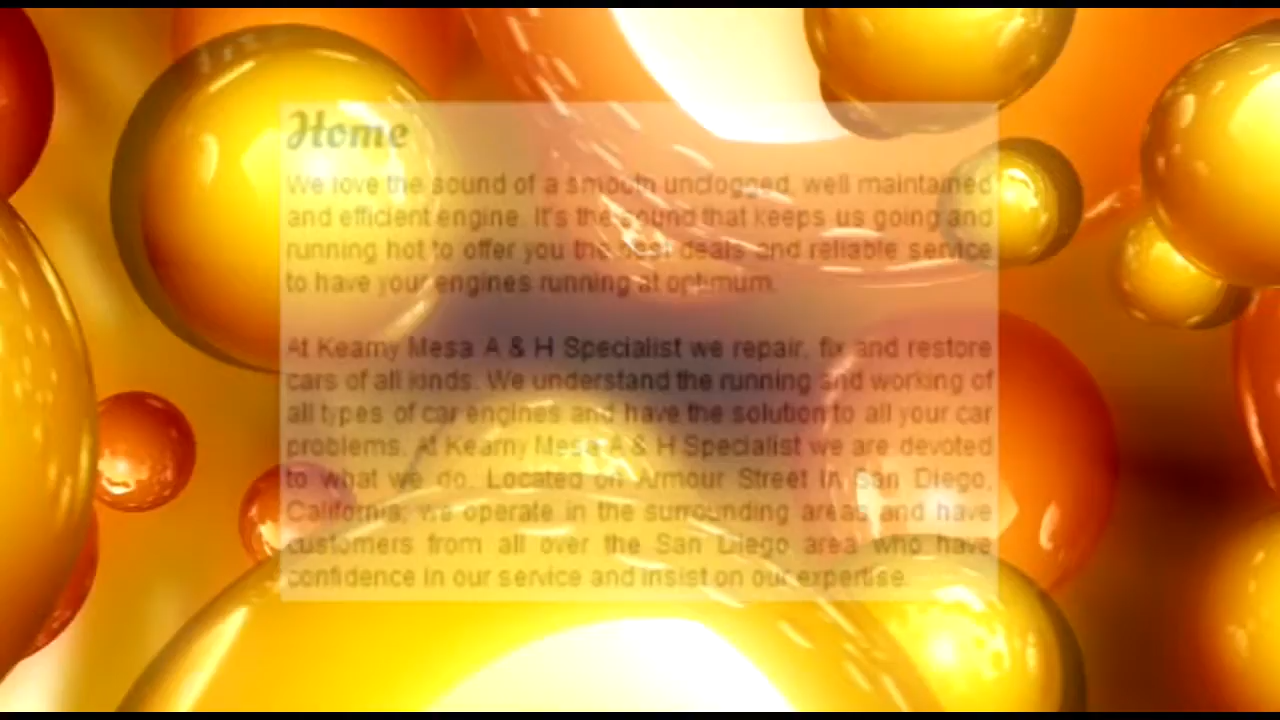 Home
We love the sound of a smooth unclogged, well maintained
and efficient engine. It's the sound that keeps us going and
running hot to offer you the best deals and reliable service
to have your engines running at optimum.
At Kearny Mesa A & H Specialist we repair, fix and restore
cars of all kinds. We understand the running and working of
all types of car engines and have the solution to all your car
problems. At Kearny Mesa A & H Specialist we are devoted
to what we do. Located on Armour Street in San Diego,
California; we operate in the surrounding areas and have
customers from all over the San Diego area who have
confidence in our service and insist on our expertise.